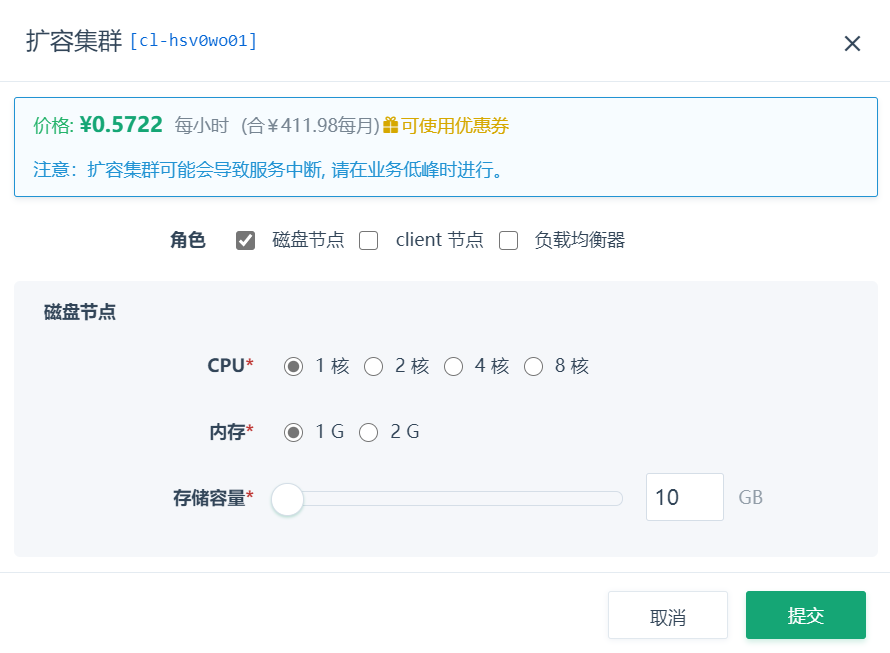 扩容集群 [cl-hsv0wo01]
价格: ¥0.5722 每小时 (合￥411.98每月) 可使用优惠券
注意：扩容集群可能会导致服务中断, 请在业务低峰时进行。
角色 磁盘节点 client 节点 负载均衡器
磁盘节点
CPU* 1 核 2 核 4 核 8 核
内存* 1 G 2 G
存储容量* 10 GB
取消 提交